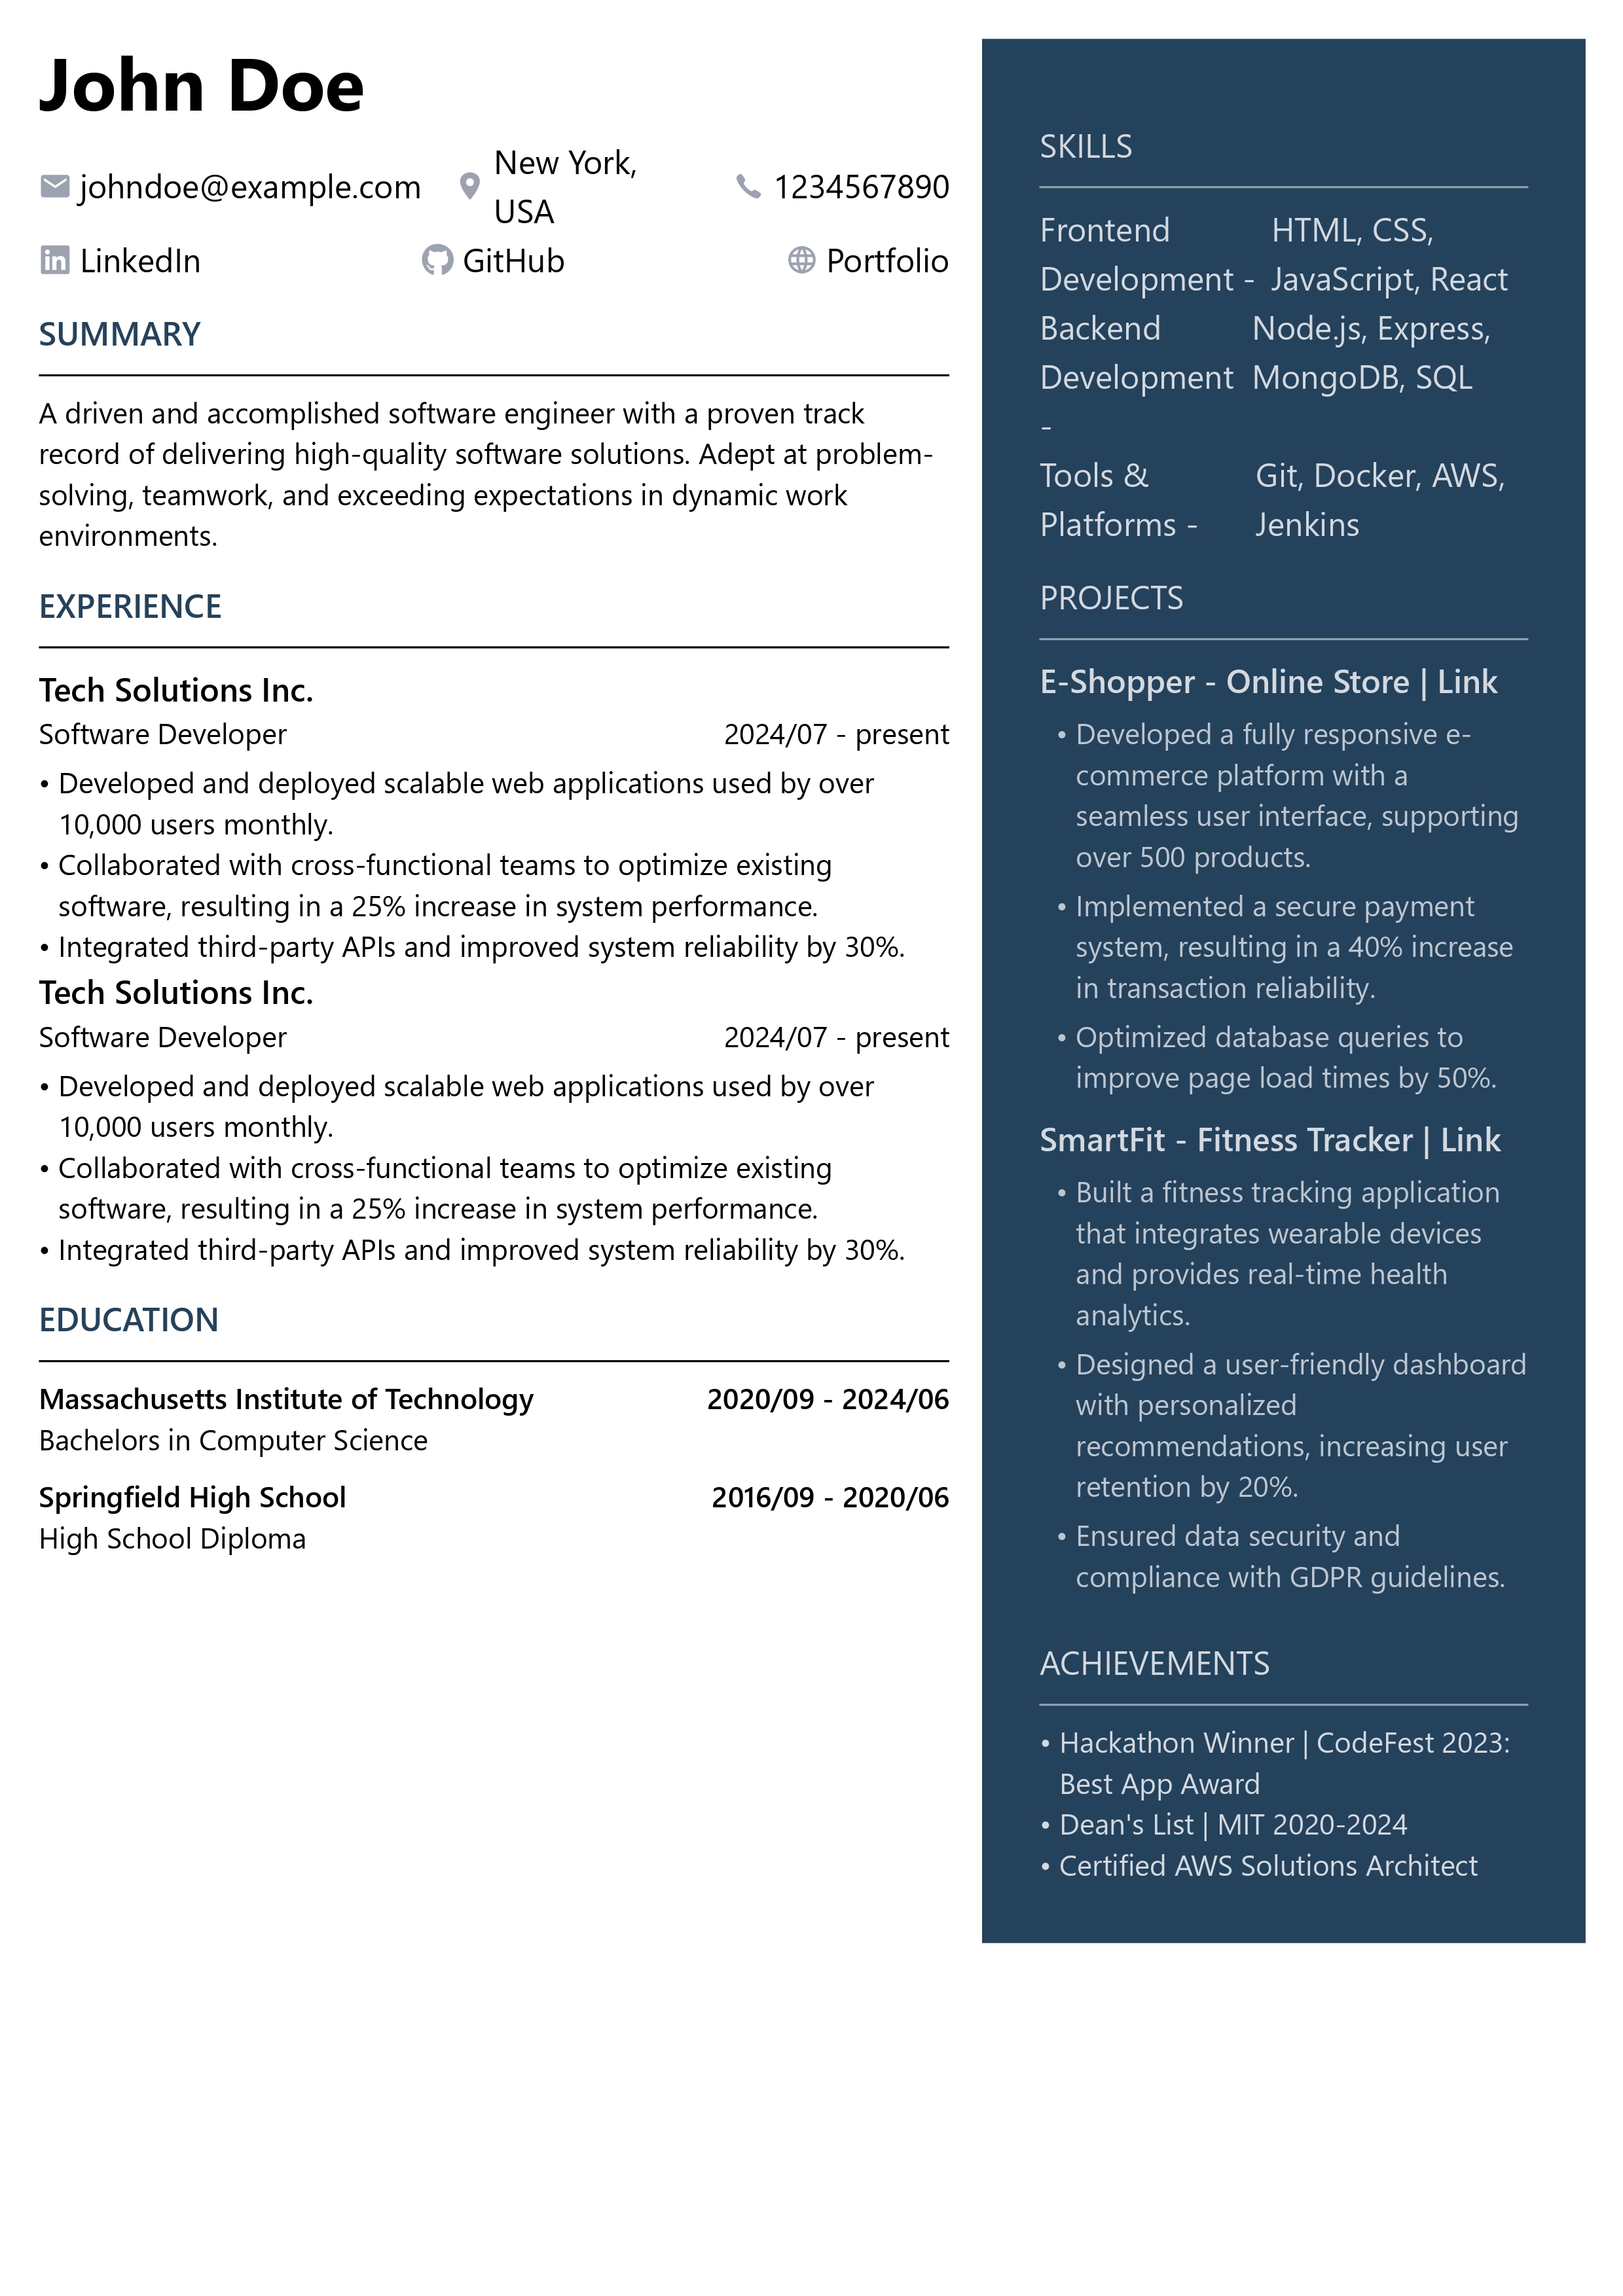 John Doe
johndoe@example.com
New York,
USA
1234567890
LinkedIn
GitHub
Portfolio
SUMMARY
A driven and accomplished software engineer with a proven track
record of delivering high-quality software solutions. Adept at problem-
solving, teamwork, and exceeding expectations in dynamic work
environments.
EXPERIENCE
Tech Solutions Inc.
Software Developer 2024/07 - present
• Developed and deployed scalable web applications used by over
10,000 users monthly.
• Collaborated with cross-functional teams to optimize existing
software, resulting in a 25% increase in system performance.
• Integrated third-party APIs and improved system reliability by 30%.
Tech Solutions Inc.
Software Developer 2024/07 - present
• Developed and deployed scalable web applications used by over
10,000 users monthly.
• Collaborated with cross-functional teams to optimize existing
software, resulting in a 25% increase in system performance.
• Integrated third-party APIs and improved system reliability by 30%.
EDUCATION
Massachusetts Institute of Technology 2020/09 - 2024/06
Bachelors in Computer Science
Springfield High School 2016/09 - 2020/06
High School Diploma
SKILLS
Frontend HTML, CSS,
Development - JavaScript, React
Backend Node.js, Express,
Development MongoDB, SQL
-
Tools & Git, Docker, AWS,
Platforms - Jenkins
PROJECTS
E-Shopper - Online Store | Link
• Developed a fully responsive e-
commerce platform with a
seamless user interface, supporting
over 500 products.
• Implemented a secure payment
system, resulting in a 40% increase
in transaction reliability.
• Optimized database queries to
improve page load times by 50%.
SmartFit - Fitness Tracker | Link
• Built a fitness tracking application
that integrates wearable devices
and provides real-time health
analytics.
• Designed a user-friendly dashboard
with personalized
recommendations, increasing user
retention by 20%.
• Ensured data security and
compliance with GDPR guidelines.
ACHIEVEMENTS
• Hackathon Winner | CodeFest 2023:
Best App Award
• Dean's List | MIT 2020-2024
• Certified AWS Solutions Architect